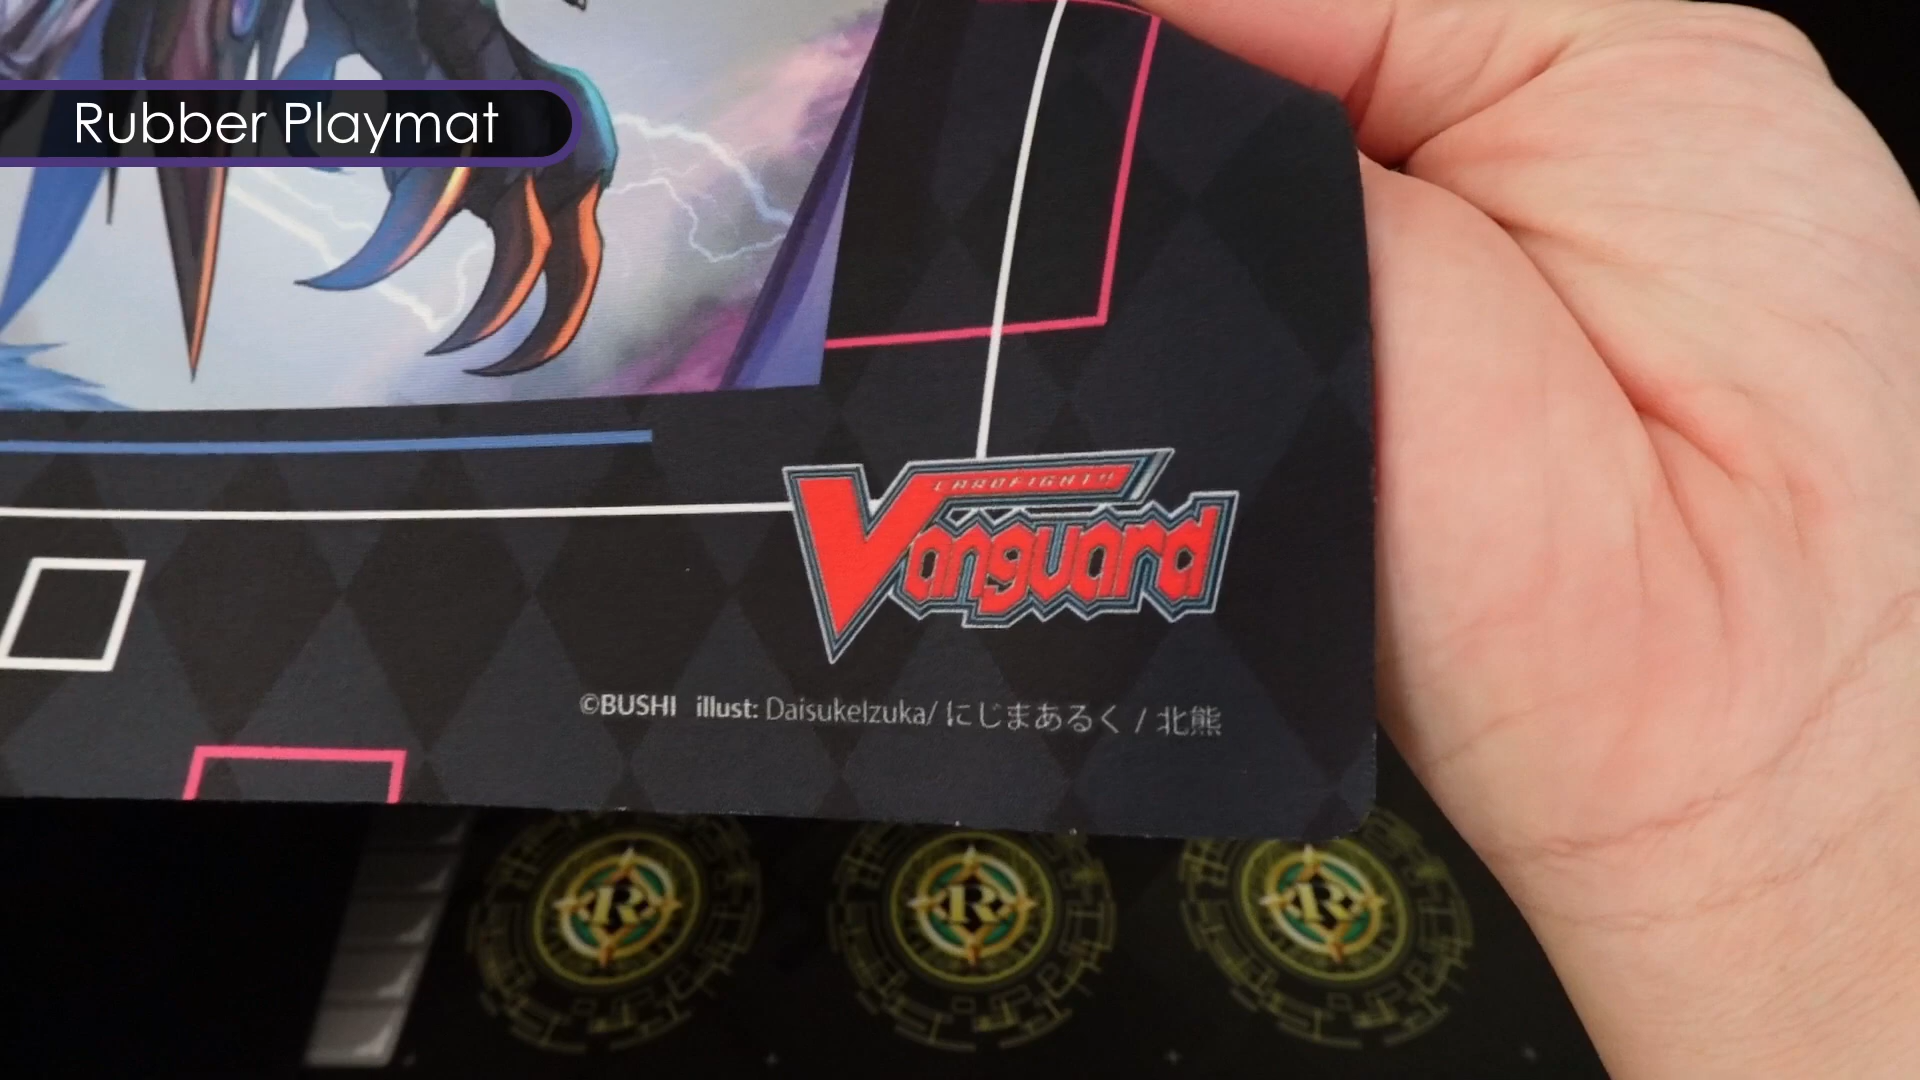 Rubber Playmat
CARDFIGHT!!
Vanguard
©BUSHI illust: DaisukeIzuka/ にじまあるく / 北熊
R R R